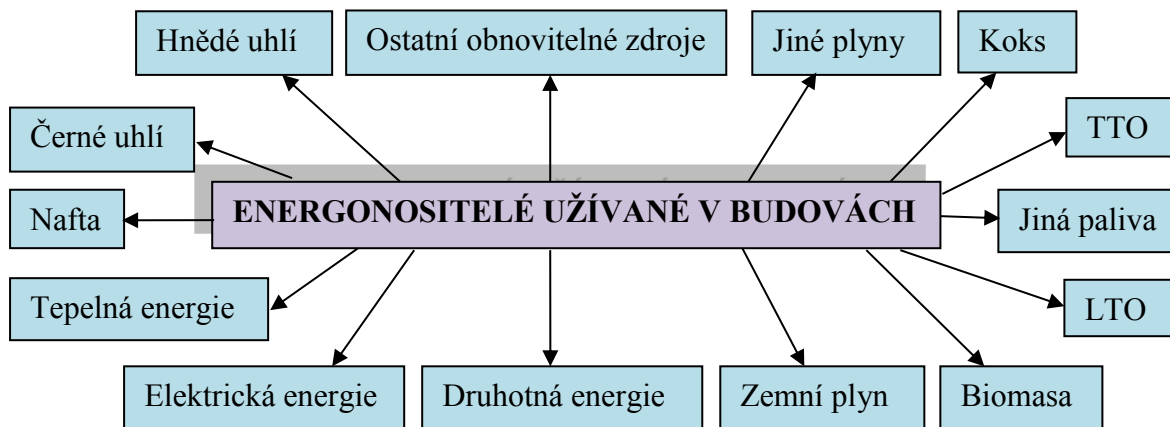 Hnědé uhlí
Ostatní obnovitelné zdroje
Jiné plyny
Koks
Černé uhlí
TTO
ENERGONOSITELÉ UŽÍVANÉ V BUDOVÁCH
Nafta
Jiná paliva
Tepelná energie
LTO
Elektrická energie
Druhotná energie
Zemní plyn
Biomasa